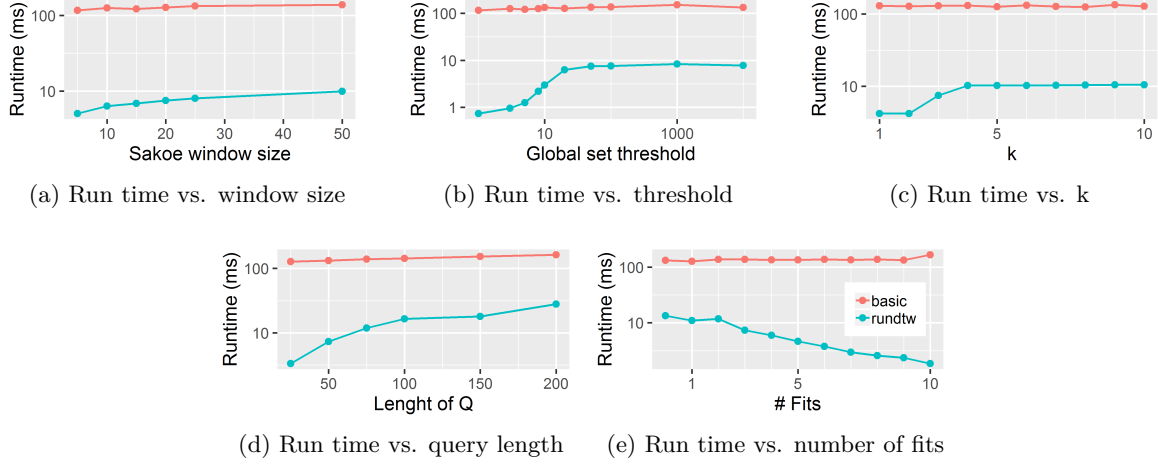 Runtime (ms)
100
10
10 20 30 40 50
Sakoe window size
(a) Run time vs. window size
Runtime (ms)
100
10
1
10 1000
Global set threshold
(b) Run time vs. threshold
Runtime (ms)
100
10
1 5 10
k
(c) Run time vs. k
Runtime (ms)
100
10
50 100 150 200
Lenght of Q
(d) Run time vs. query length
Runtime (ms)
100
10
basic
rundtw
1 5 10
# Fits
(e) Run time vs. number of fits